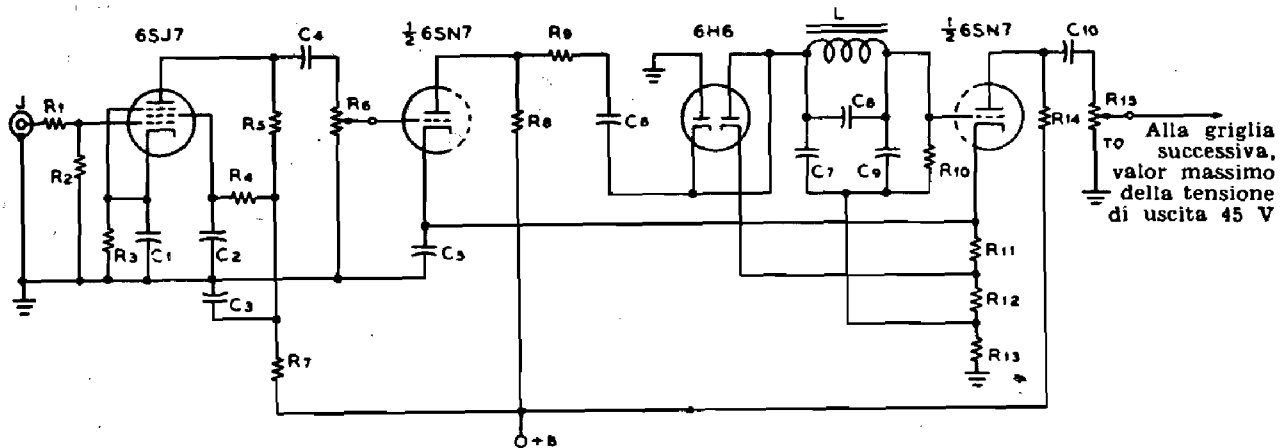 6SJ7
½ 6SN7
6H6
L
½ 6SN7
J
R1
R2
R3
C1
C2
R4
C3
R5
C4
R6
C5
R7
R8
R9
C6
C7
C8
C9
R10
R11
R12
R13
R14
C10
R15
TO
Alla griglia
successiva,
valor massimo
della tensione
di uscita 45 V
+B